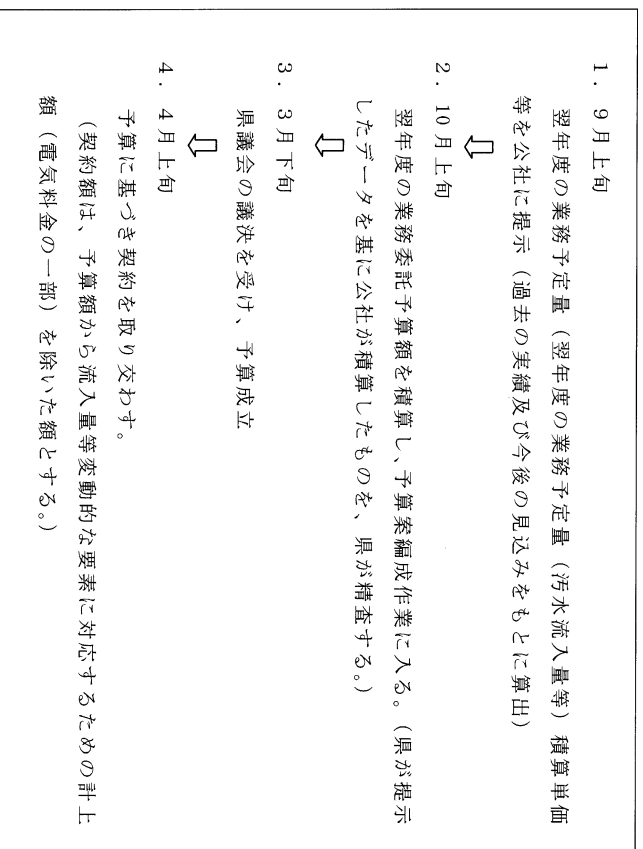 1． 9月上旬
翌年度の業務予定量（翌年度の業務予定量（汚水流入量等）積算単価
等を公社に提示（過去の実績及び今後の見込みをもとに算出）
⇩
2． 10月上旬
翌年度の業務委託予算額を積算し、予算案編成作業に入る。（県が提示
したデータを基に公社が積算したものを、県が精査する。）
⇩
3． 3月下旬
県議会の議決を受け、予算成立
⇩
4． 4月上旬
予算に基づき契約を取り交わす。
（契約額は、予算額から流入量等変動的な要素に対応するための計上
額（電気料金の一部）を除いた額とする。）